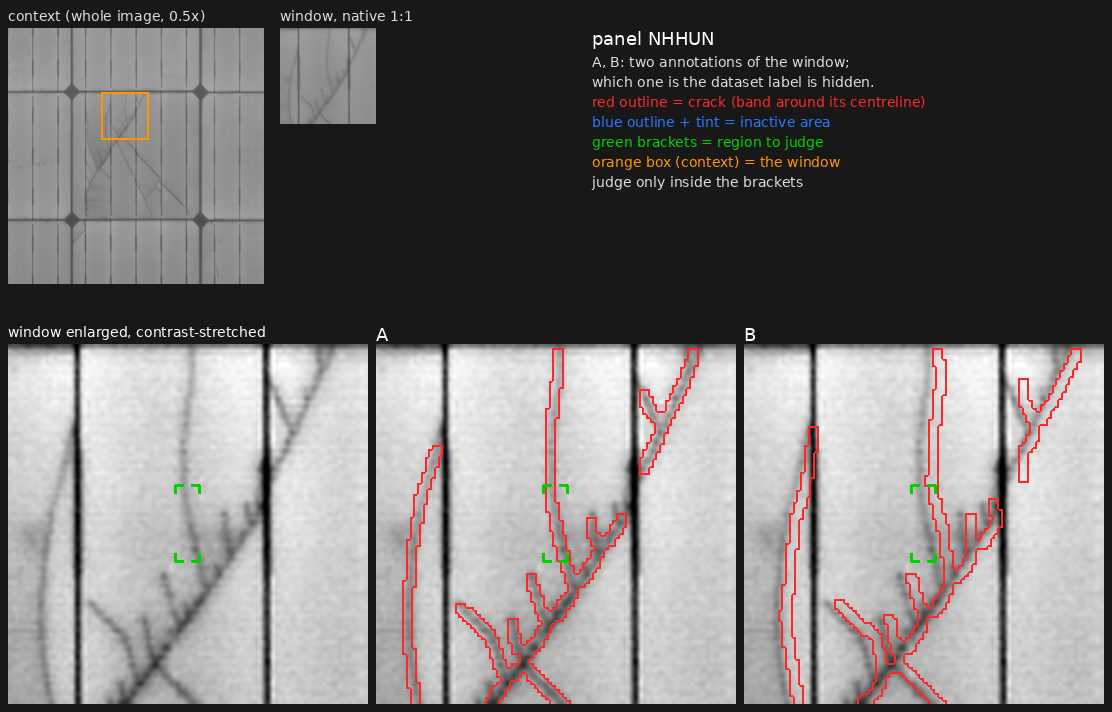 context (whole image, 0.5x)
window, native 1:1
panel NHHUN
A, B: two annotations of the window;
which one is the dataset label is hidden.
red outline = crack (band around its centreline)
blue outline + tint = inactive area
green brackets = region to judge
orange box (context) = the window
judge only inside the brackets
window enlarged, contrast-stretched
A
B